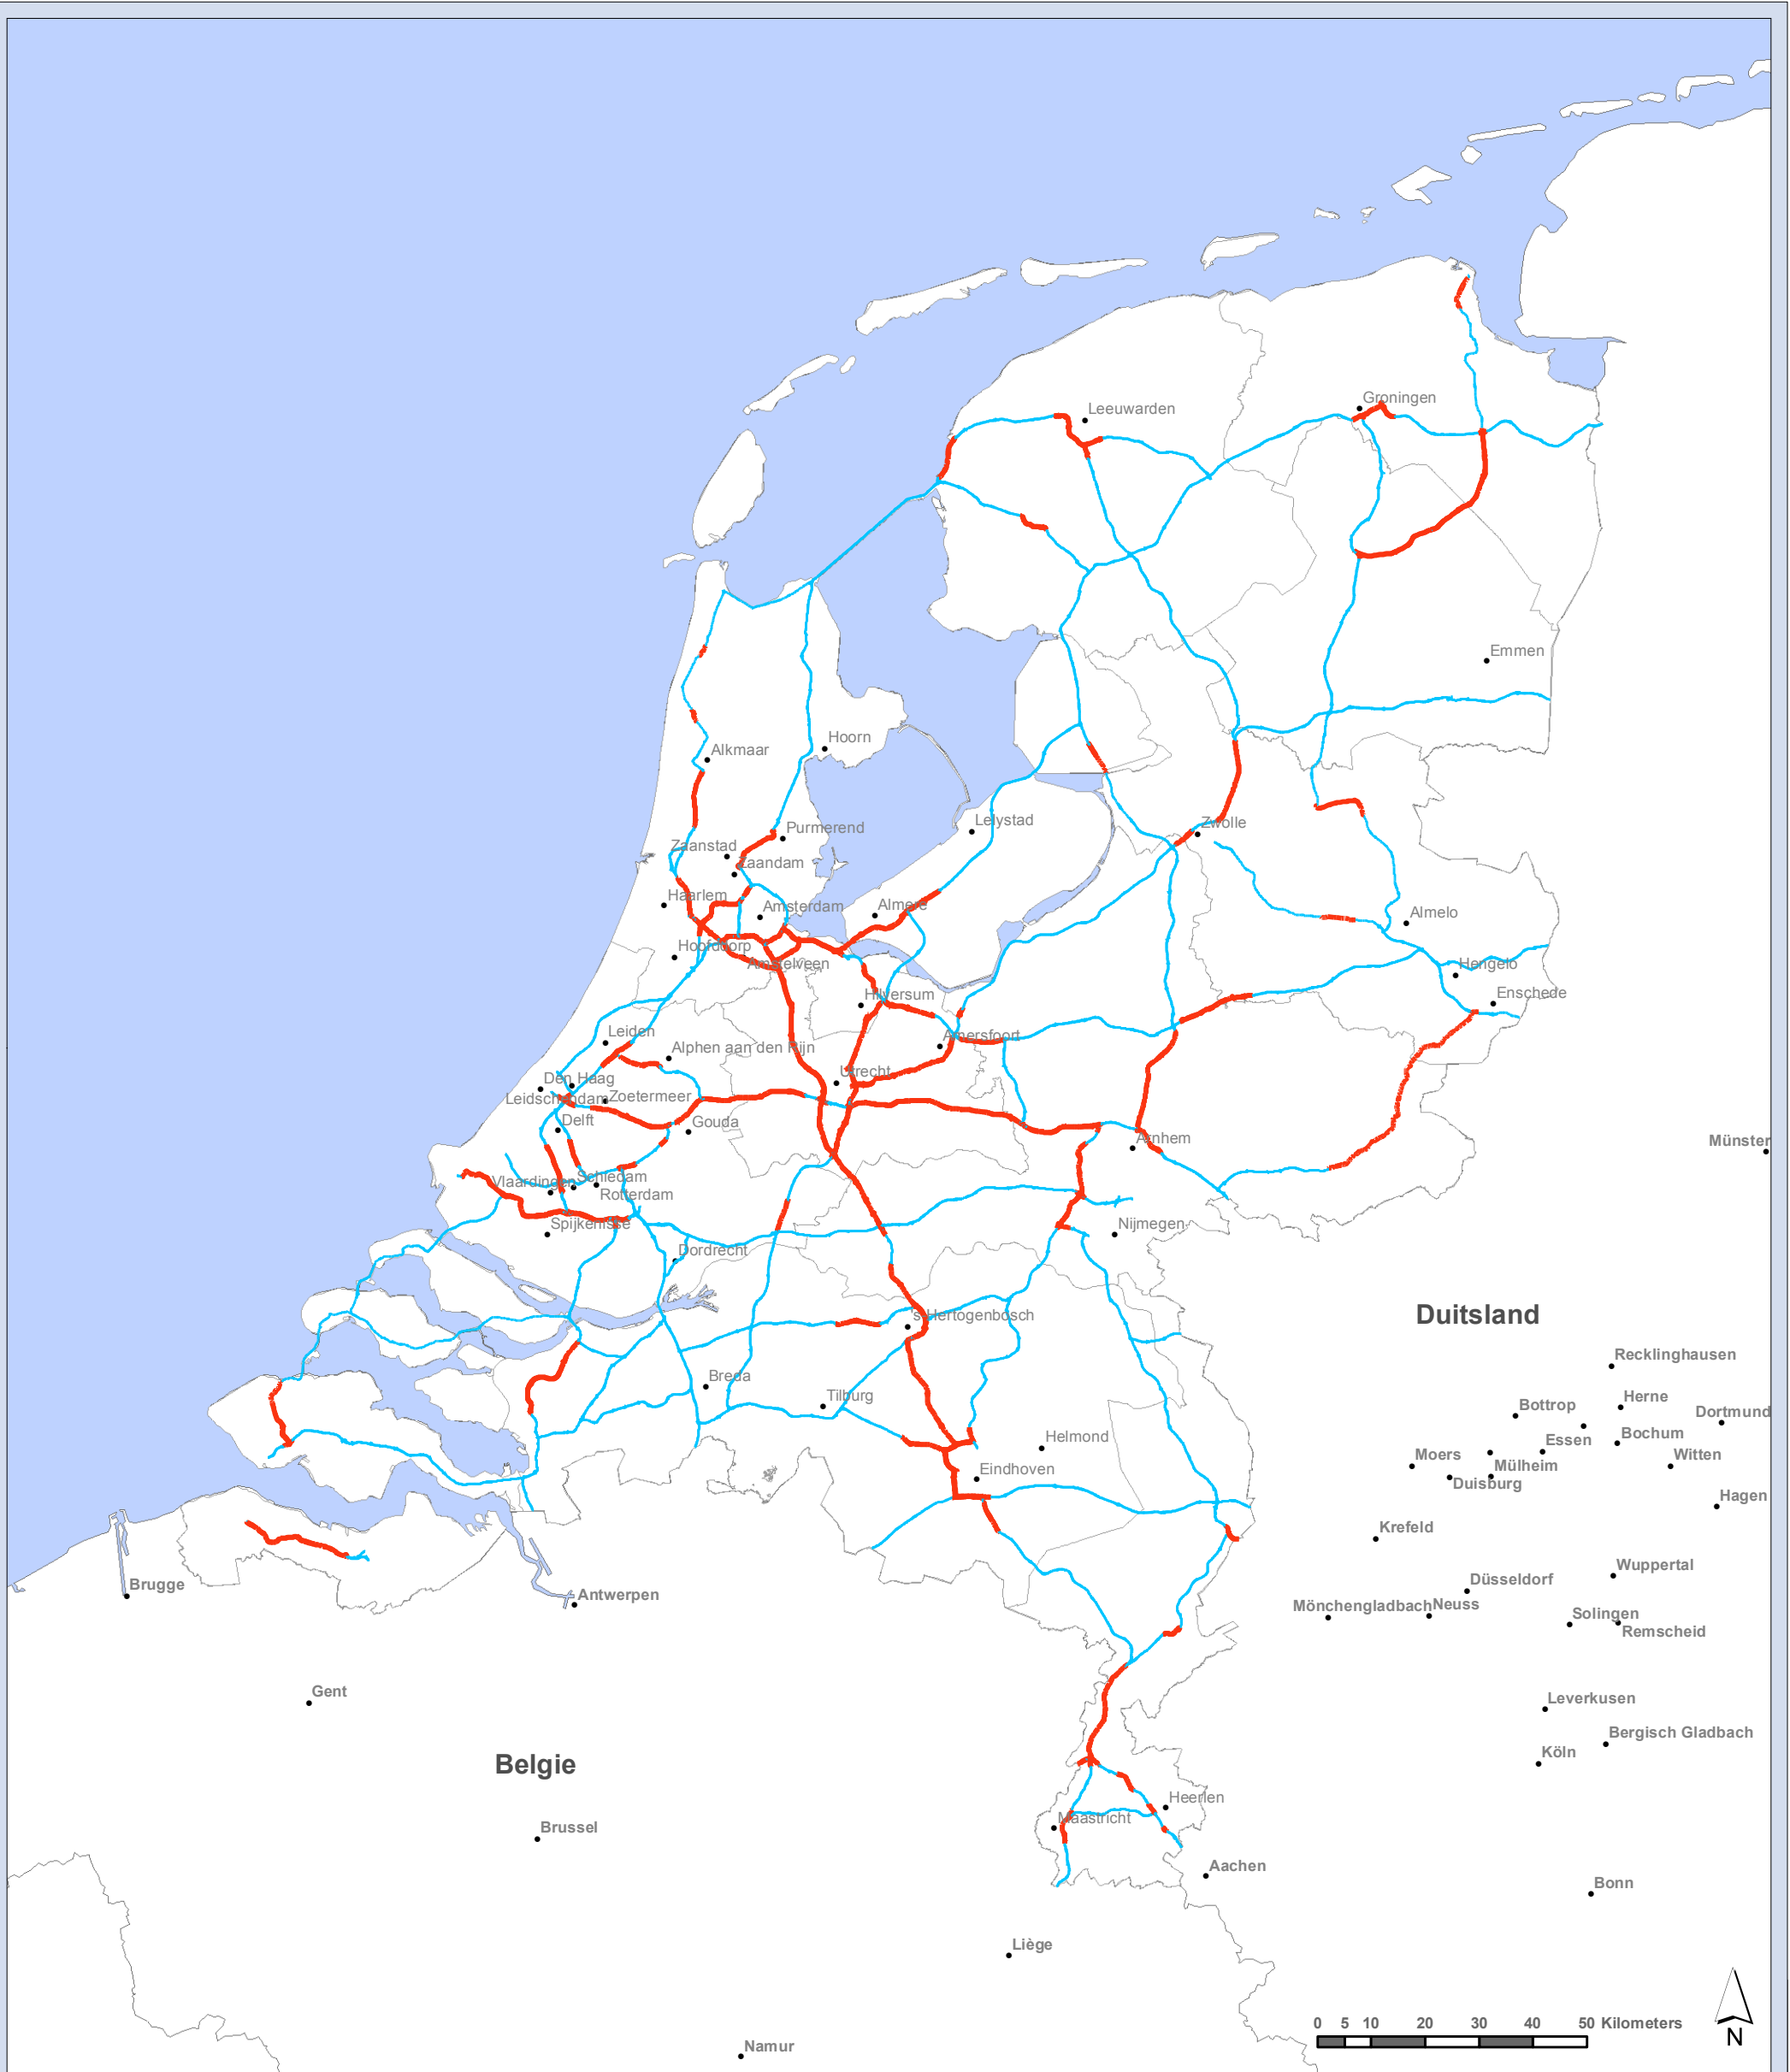 Groningen
Leeuwarden
Emmen
Hoorn
Alkmaar
Lelystad
Purmerend
Zwolle
Zaanstad
Zaandam
Haarlem
Almere
Amsterdam
Almelo
Hoofddorp
Amstelveen
Hengelo
Hilversum
Enschede
Leiden
Amersfoort
Alphen aan den Rijn
Utrecht
Den Haag
Leidschendam
Zoetermeer
Delft
Gouda
Arnhem
Münster
Vlaardingen
Schiedam
Rotterdam
Spijkenisse
Nijmegen
Dordrecht
's Hertogenbosch
Duitsland
Recklinghausen
Breda
Tilburg
Bottrop
Herne
Dortmund
Helmond
Essen
Bochum
Moers
Mülheim
Witten
Eindhoven
Duisburg
Hagen
Krefeld
Brugge
Antwerpen
Wuppertal
Düsseldorf
Mönchengladbach
Neuss
Solingen
Remscheid
Gent
Leverkusen
Bergisch Gladbach
Köln
Belgie
Heerlen
Maastricht
Brussel
Aachen
Bonn
Liège
0 5 10 20 30 40 50 Kilometers
N
Namur